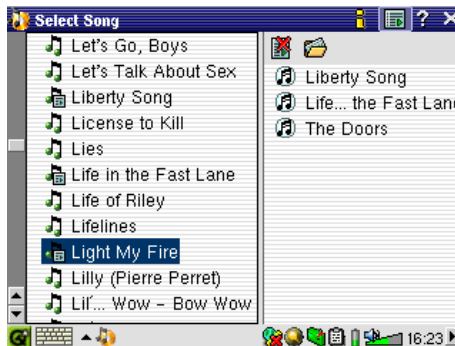 Select Song
?
Let's Go, Boys
Let's Talk About Sex
Liberty Song
License to Kill
Lies
Life in the Fast Lane
Life of Riley
Lifelines
Light My Fire
Lilly (Pierre Perret)
Lil'... Wow - Bow Wow
Liberty Song
Life... the Fast Lane
The Doors
16:23